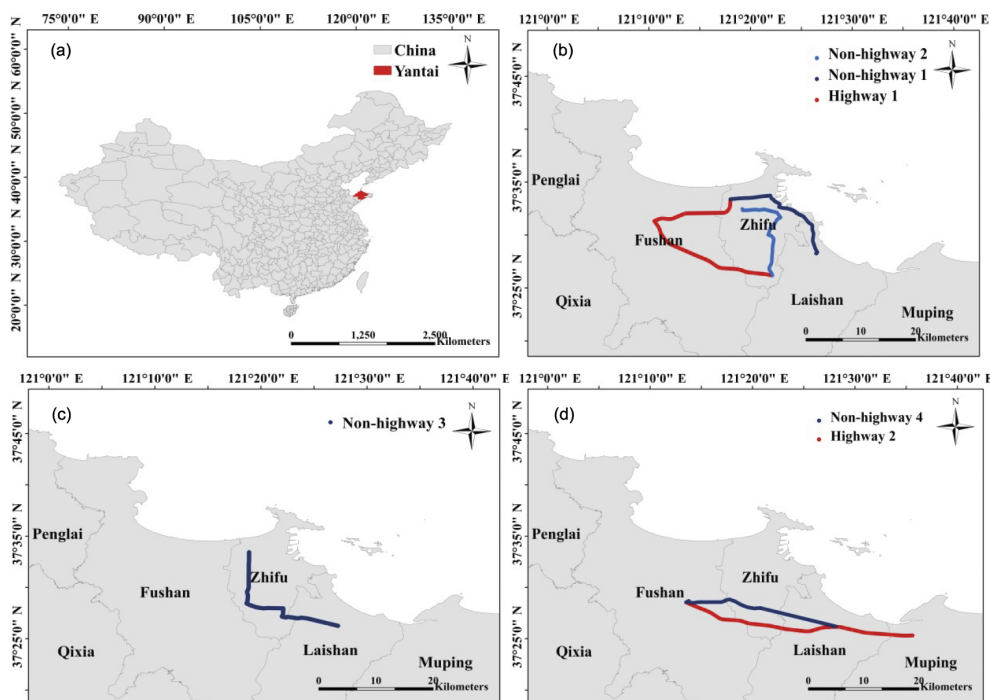 75°0'0" E 90°0'0" E 105°0'0" E 120°0'0" E 135°0'0" E
60°0'0" N
50°0'0" N
40°0'0" N
30°0'0" N
20°0'0" N
(a)
China
Yantai
N
0 1,250 2,500
Kilometers
121°0'0" E 121°10'0" E 121°20'0" E 121°30'0" E 121°40'0" E
37°45'0" N
37°35'0" N
37°25'0" N
(b)
Non-highway 2
Non-highway 1
Highway 1
N
Penglai
Zhifu
Fushan
Qixia
Laishan
Muping
0 10 20
Kilometers
121°0'0" E 121°10'0" E 121°20'0" E 121°30'0" E 121°40'0" E
37°45'0" N
37°35'0" N
37°25'0" N
(c)
Non-highway 3
N
Penglai
Zhifu
Fushan
Qixia
Laishan
Muping
0 10 20
Kilometers
121°0'0" E 121°10'0" E 121°20'0" E 121°30'0" E 121°40'0" E
37°45'0" N
37°35'0" N
37°25'0" N
(d)
Non-highway 4
Highway 2
N
Penglai
Zhifu
Fushan
Qixia
Laishan
Muping
0 10 20
Kilometers